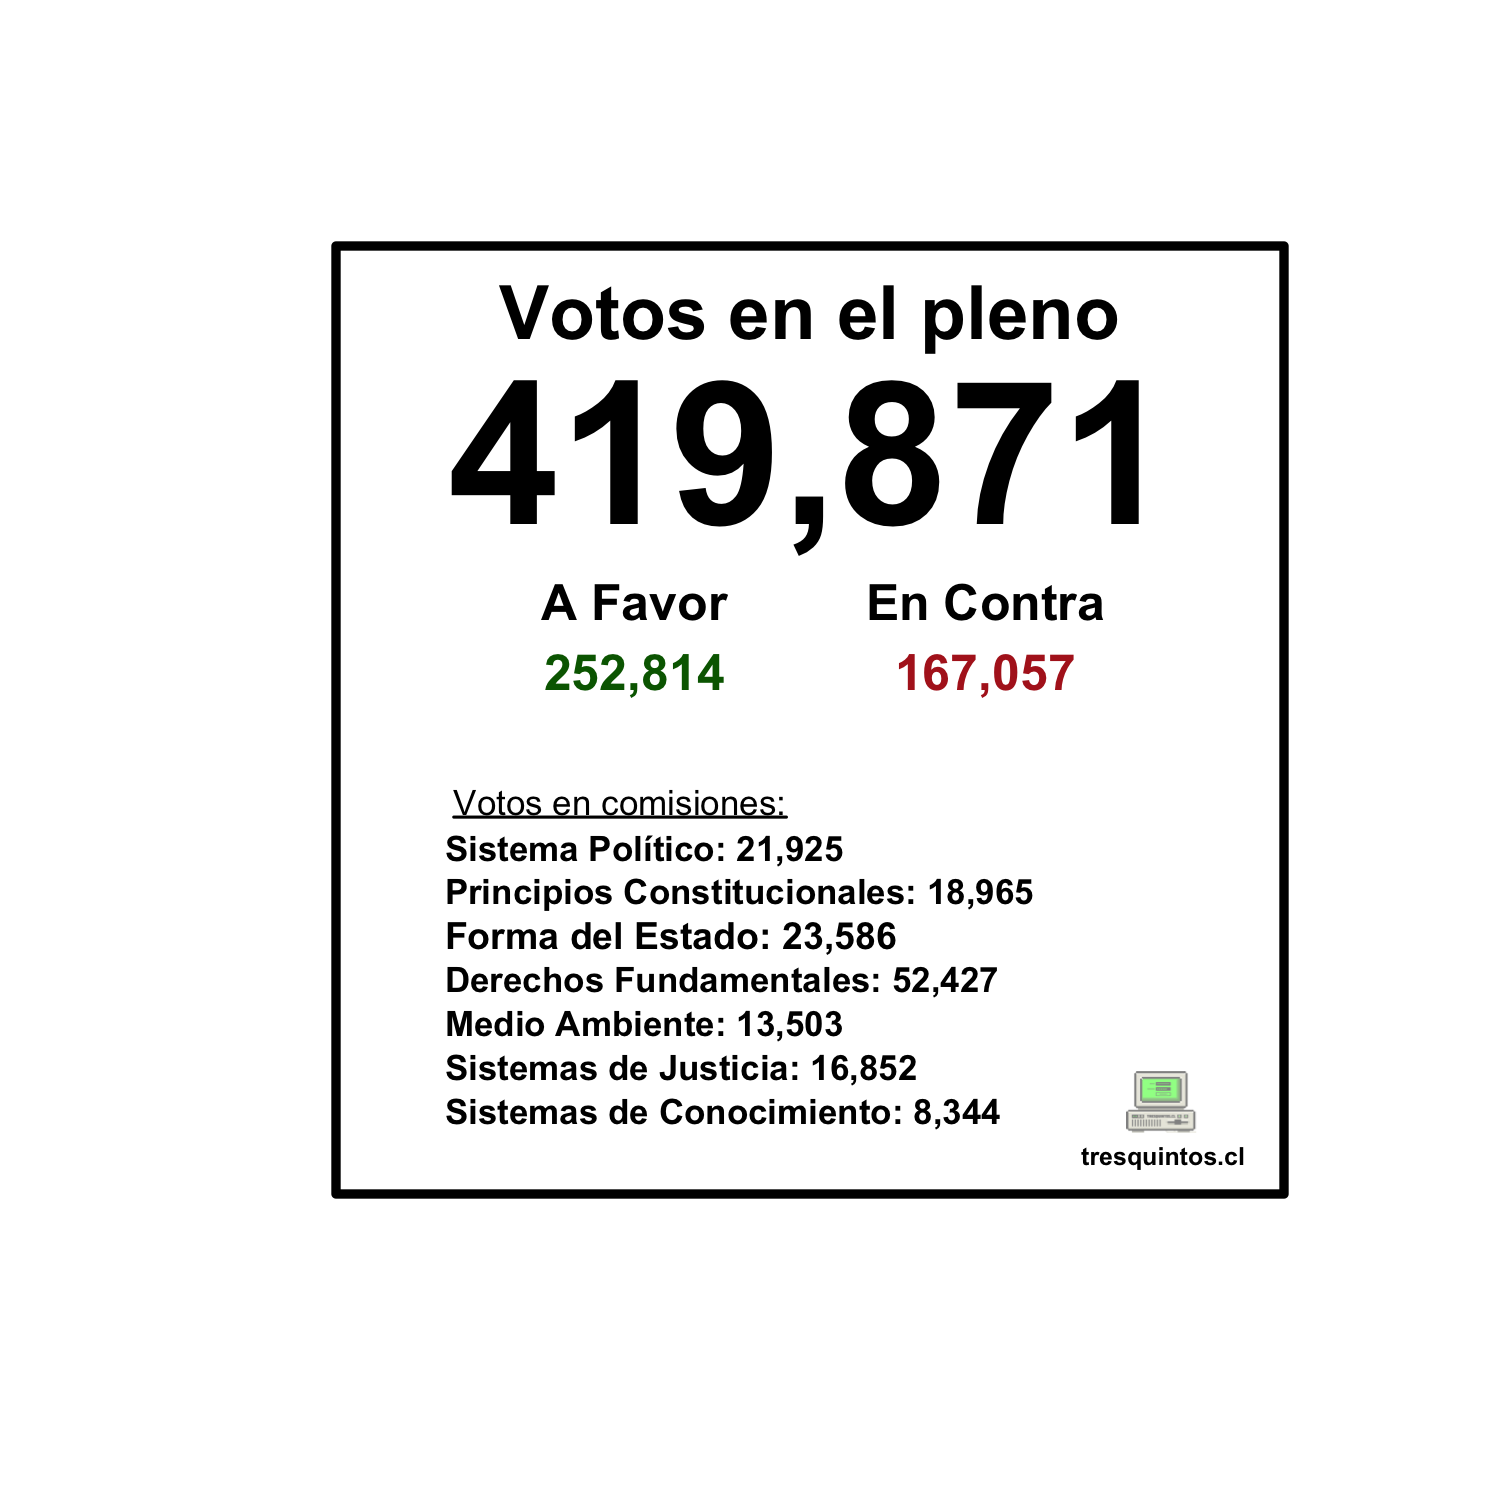 Votos en el pleno
419,871
A Favor En Contra
252,814 167,057
Votos en comisiones:
Sistema Político: 21,925
Principios Constitucionales: 18,965
Forma del Estado: 23,586
Derechos Fundamentales: 52,427
Medio Ambiente: 13,503
Sistemas de Justicia: 16,852
Sistemas de Conocimiento: 8,344
tresquintos.cl